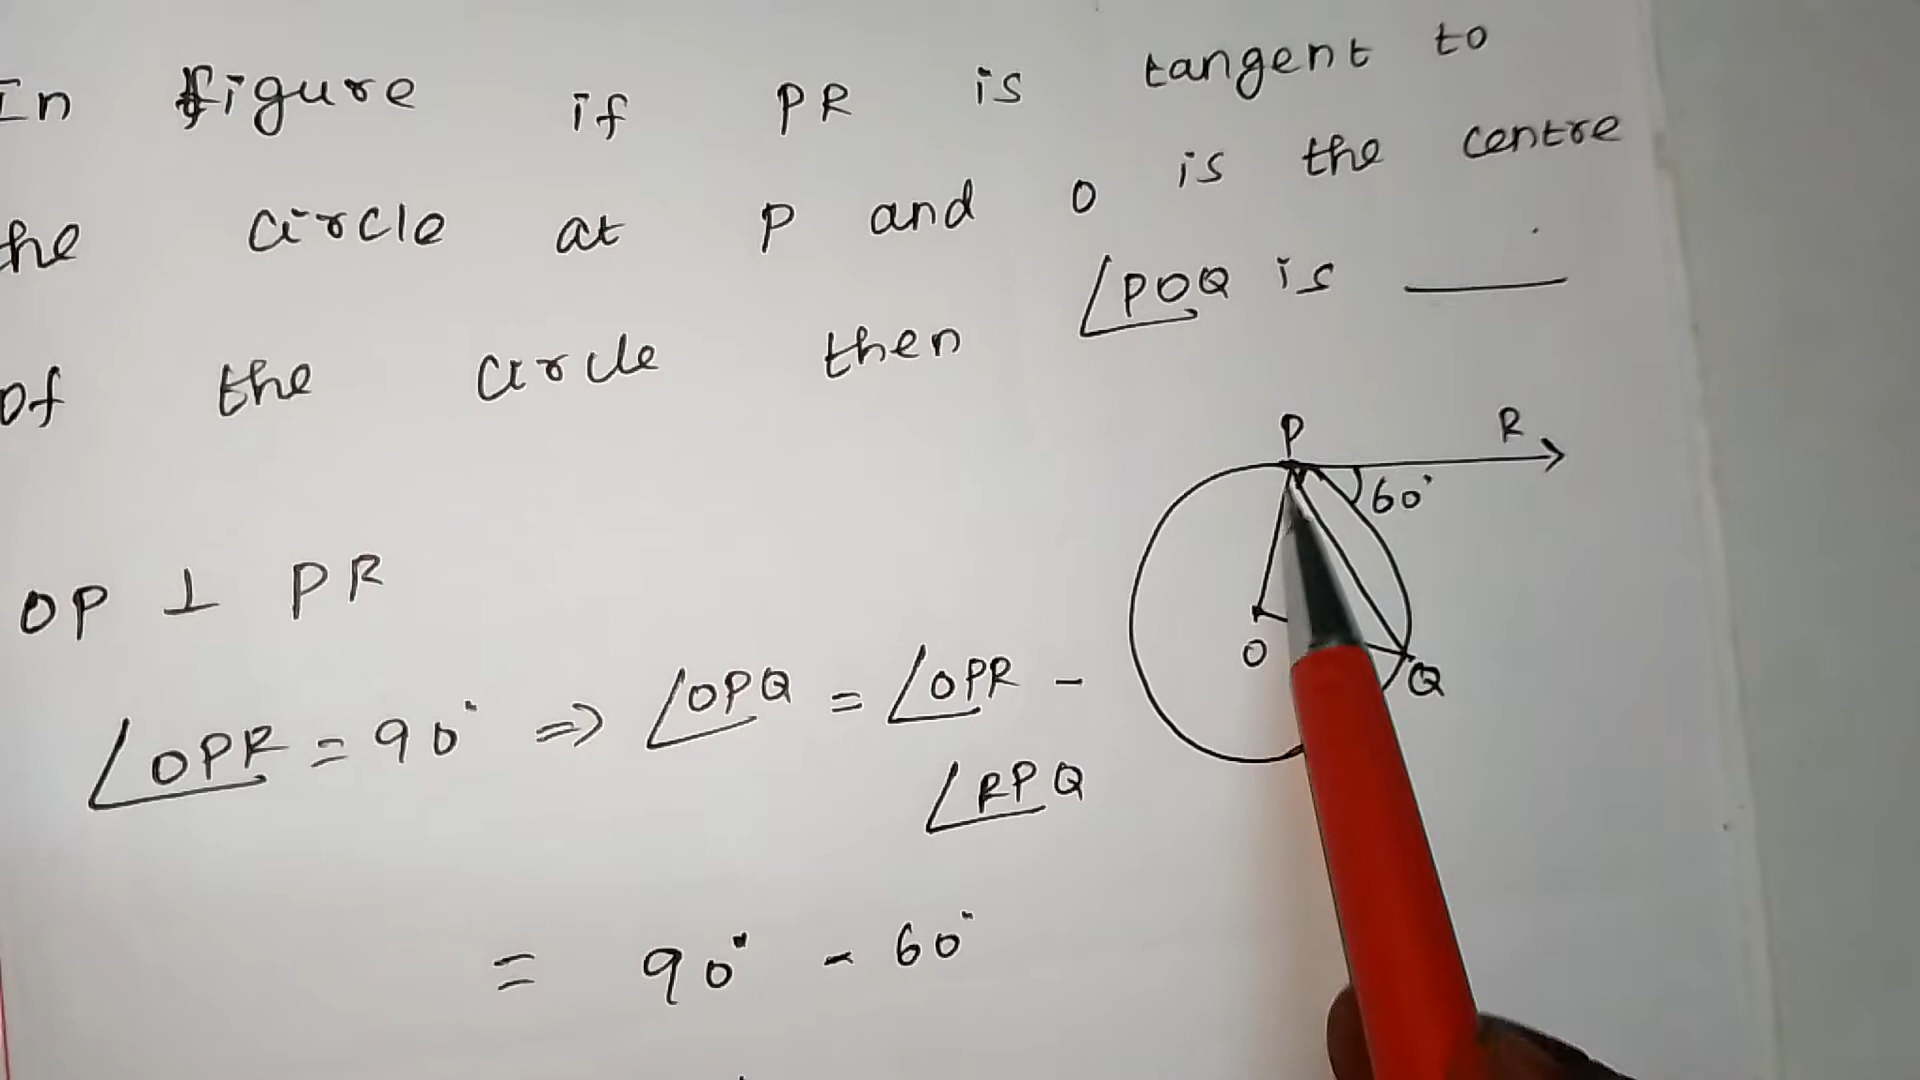 In figure if PR is tangent to
the circle at P and O is the centre
of the circle then ∠POQ is ____
P R
60°
O
Q
OP ⊥ PR
∠OPR = 90° => ∠OPQ = ∠OPR -
∠RPQ
= 90° - 60°